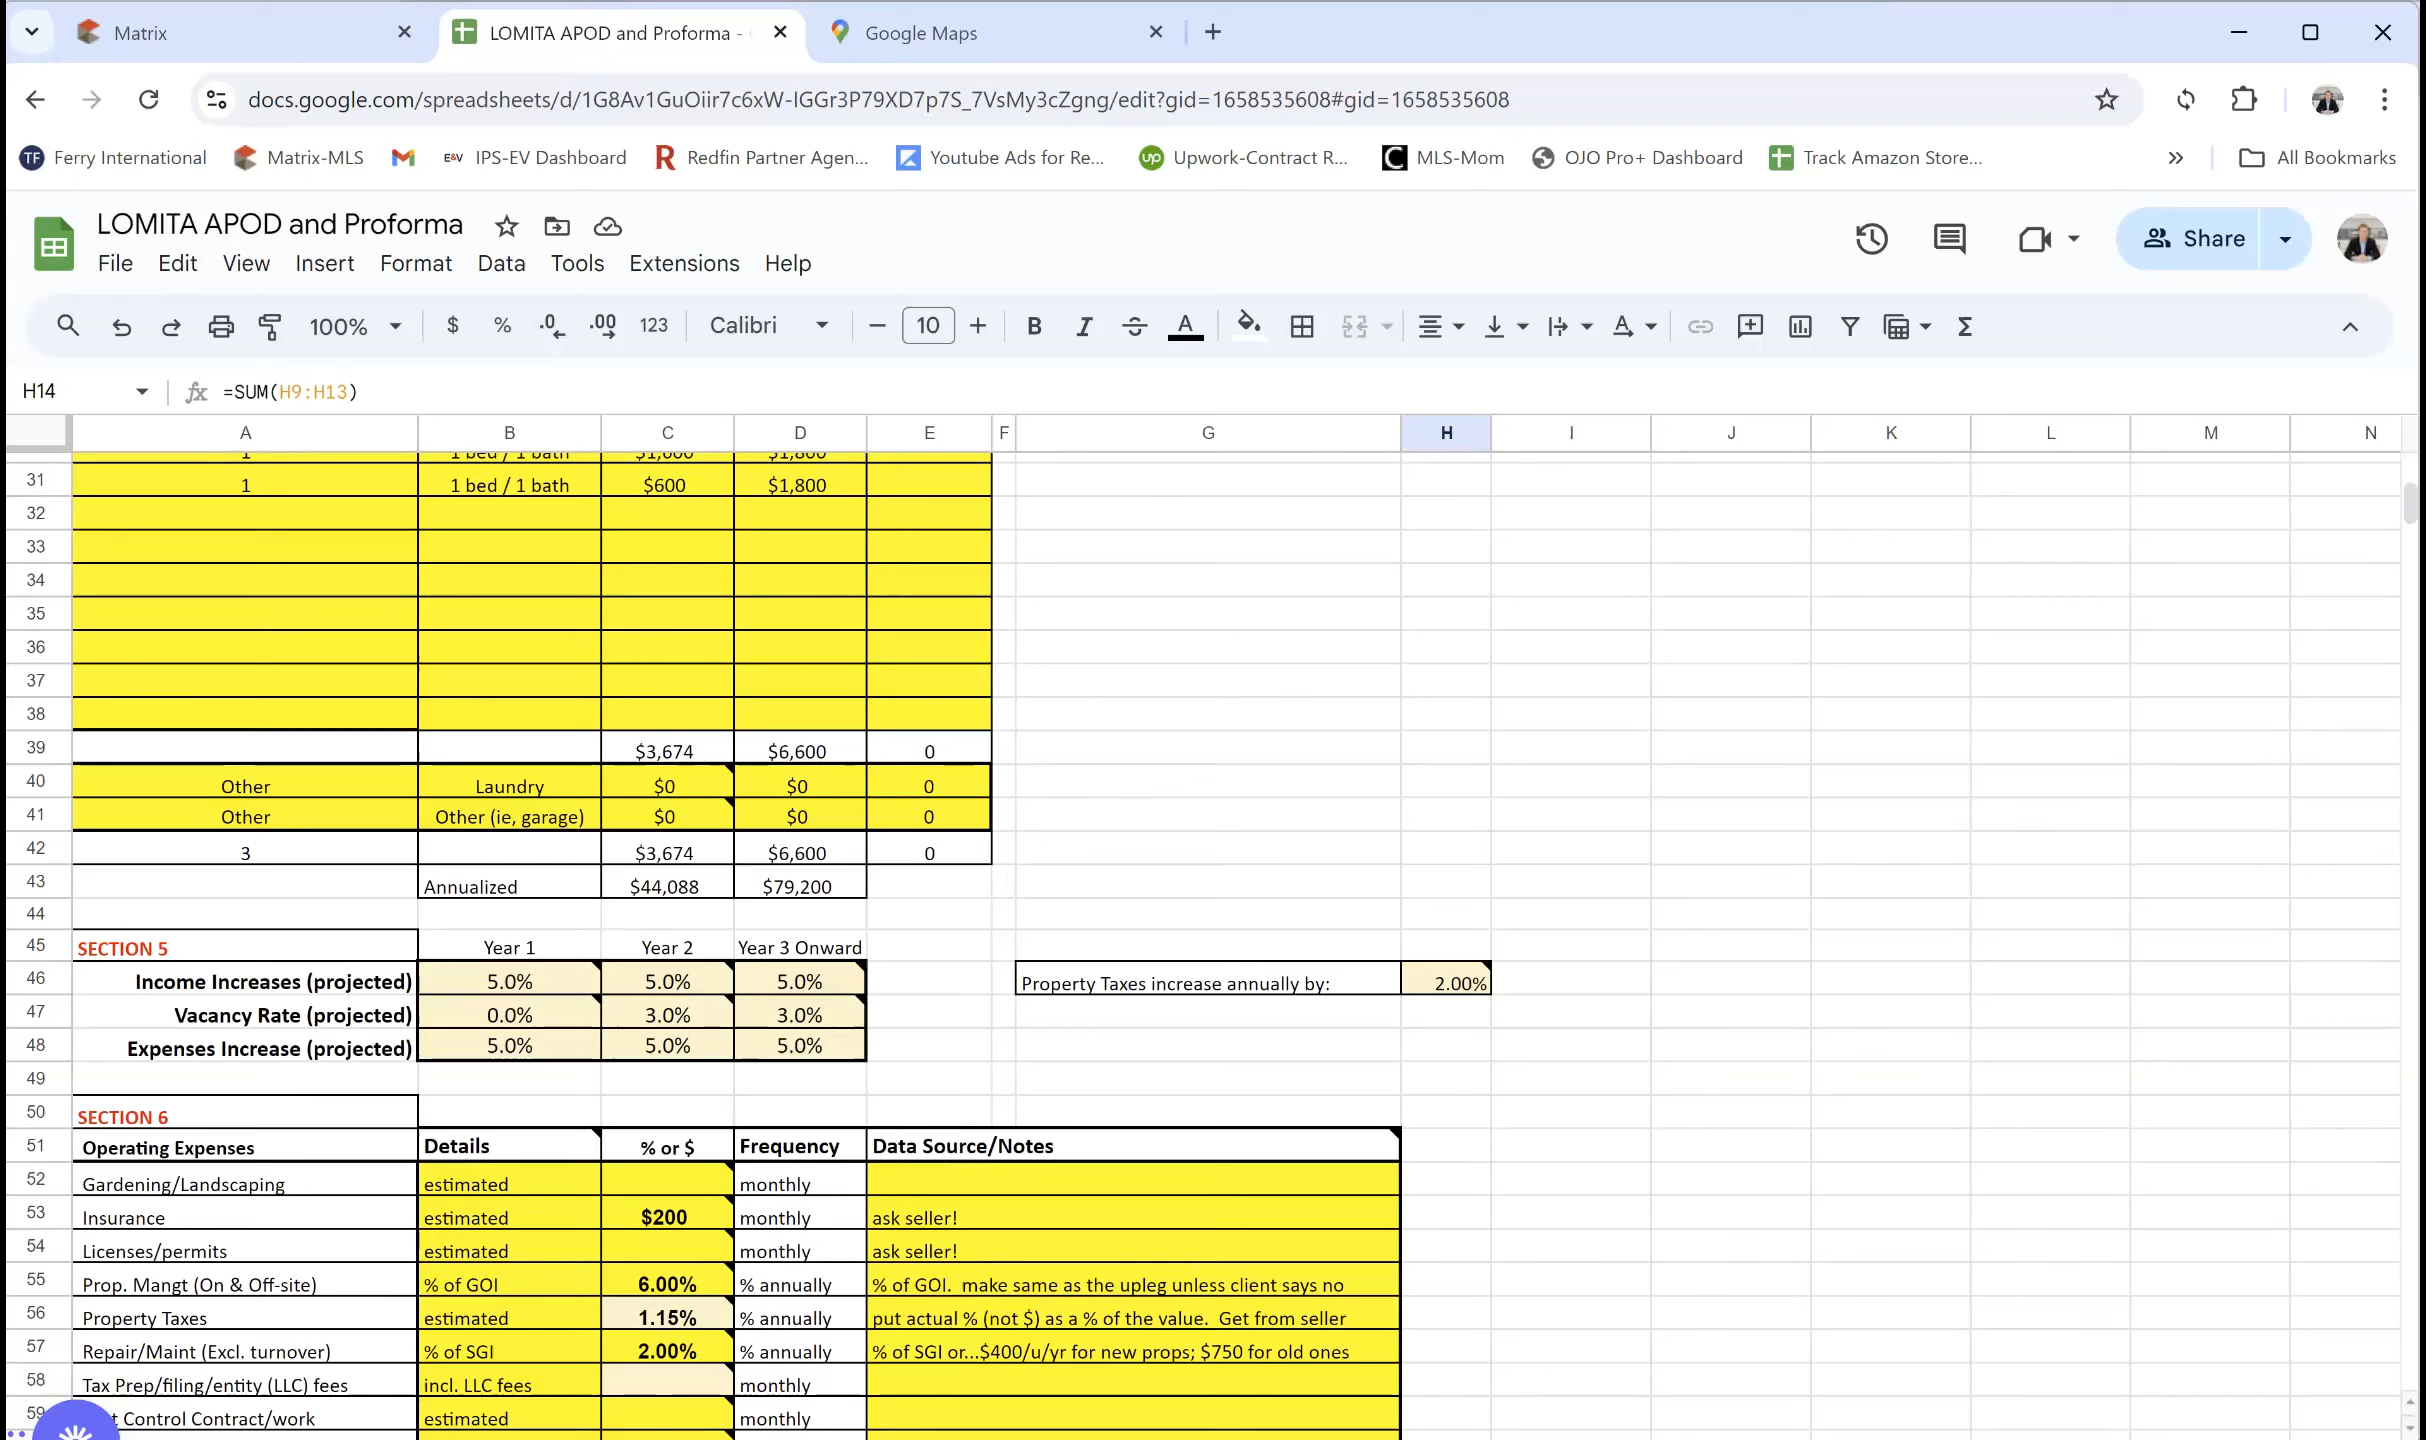 Matrix
LOMITA APOD and Proforma -
Google Maps
docs.google.com/spreadsheets/d/1G8Av1GuOiir7c6xW-IGGr3P79XD7p7S_7VsMy3cZgng/edit?gid=1658535608#gid=1658535608
TF Ferry International Matrix-MLS E&V IPS-EV Dashboard Redfin Partner Agen... Youtube Ads for Re... up Upwork-Contract R... MLS-Mom OJO Pro+ Dashboard Track Amazon Store... All Bookmarks
LOMITA APOD and Proforma
File Edit View Insert Format Data Tools Extensions Help
Share
100% $ % .0 .00 123 Calibri 10 B I S A Σ
H14 fx =SUM(H9:H13)
A B C D E F G H I J K L M N
1 1 bed / 1 bath $1,800
31 1 1 bed / 1 bath $600 $1,800
32
33
34
35
36
37
38
39 $3,674 $6,600 0
40 Other Laundry $0 $0 0
41 Other Other (ie, garage) $0 $0 0
42 3 $3,674 $6,600 0
43 Annualized $44,088 $79,200
44
45 SECTION 5 Year 1 Year 2 Year 3 Onward
46 Income Increases (projected) 5.0% 5.0% 5.0% Property Taxes increase annually by: 2.00%
47 Vacancy Rate (projected) 0.0% 3.0% 3.0%
48 Expenses Increase (projected) 5.0% 5.0% 5.0%
49
50 SECTION 6
51 Operating Expenses Details % or $ Frequency Data Source/Notes
52 Gardening/Landscaping estimated monthly
53 Insurance estimated $200 monthly ask seller!
54 Licenses/permits estimated monthly ask seller!
55 Prop. Mangt (On & Off-site) % of GOI 6.00% % annually % of GOI. make same as the upleg unless client says no
56 Property Taxes estimated 1.15% % annually put actual % (not $) as a % of the value. Get from seller
57 Repair/Maint (Excl. turnover) % of SGI 2.00% % annually % of SGI or...$400/u/yr for new props; $750 for old ones
58 Tax Prep/filing/entity (LLC) fees incl. LLC fees monthly
59 t Control Contract/work estimated monthly